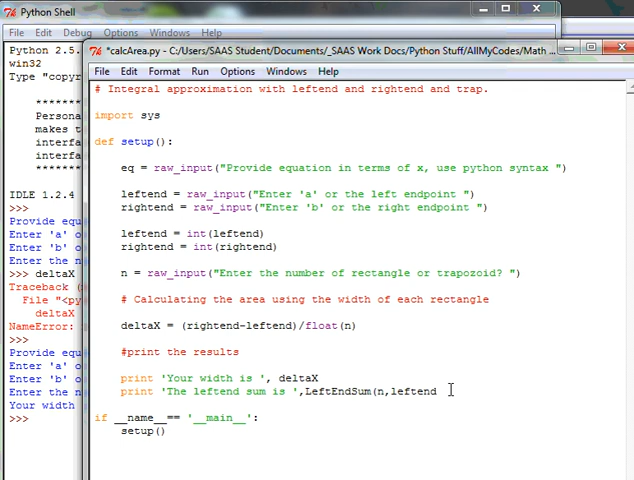 Python Shell
File Edit Debug Options Windows Help
Python 2.5.
win32
Type "copyr
********
Persona
makes t
interfa
interfa
********
IDLE 1.2.4
>>>
Provide equ
Enter 'a' o
Enter 'b' o
Enter the n
>>> deltaX
Traceback (
File "<py
deltaX
NameError:
>>>
Provide equ
Enter 'a' o
Enter 'b' o
Enter the n
Your width
>>>
*calcArea.py - C:/Users/SAAS Student/Documents/_SAAS Work Docs/Python Stuff/AllMyCodes/Math ...
File Edit Format Run Options Windows Help
# Integral approximation with leftend and rightend and trap.
import sys
def setup():
eq = raw_input("Provide equation in terms of x, use python syntax ")
leftend = raw_input("Enter 'a' or the left endpoint ")
rightend = raw_input("Enter 'b' or the right endpoint ")
leftend = int(leftend)
rightend = int(rightend)
n = raw_input("Enter the number of rectangle or trapozoid? ")
# Calculating the area using the width of each rectangle
deltaX = (rightend-leftend)/float(n)
#print the results
print 'Your width is ', deltaX
print 'The leftend sum is ',LeftEndSum(n,leftend
if __name__== '__main__':
setup()